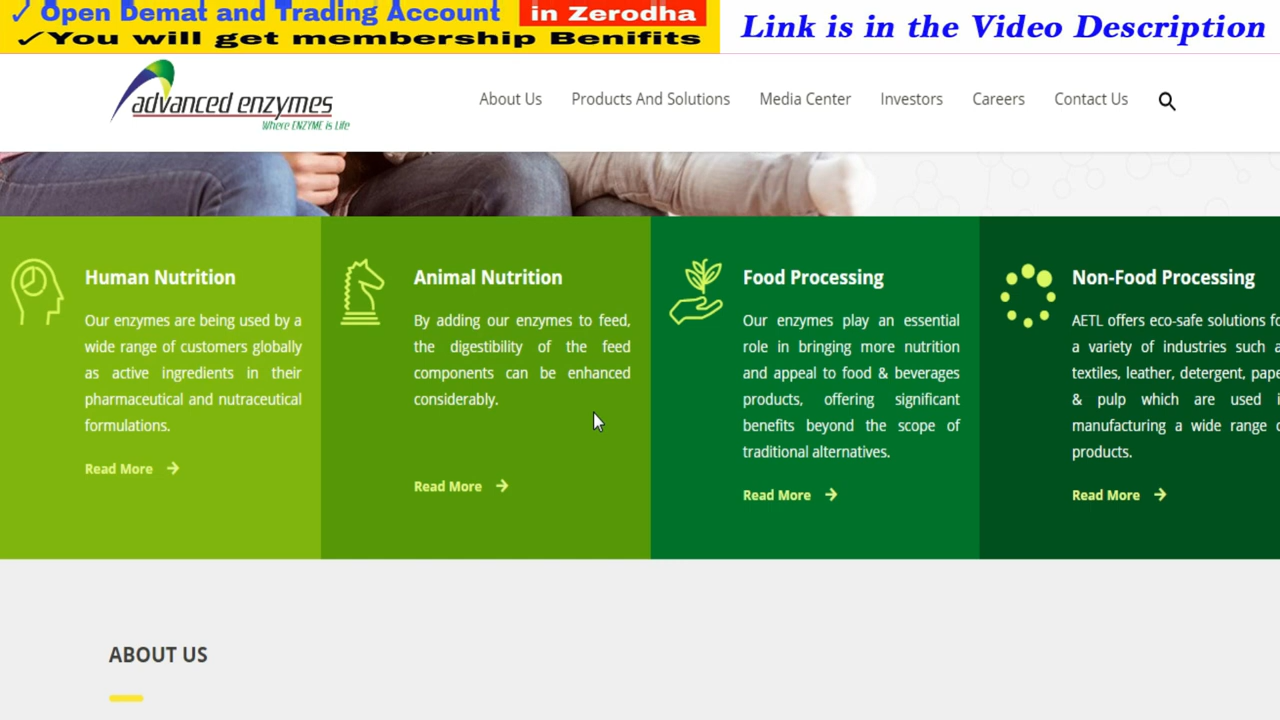 ✓ Open Demat and Trading Account in Zerodha
✓You will get membership Benifits
Link is in the Video Description
advanced enzymes
Where ENZYME is Life
About Us Products And Solutions Media Center Investors Careers Contact Us
Human Nutrition
Our enzymes are being used by a
wide range of customers globally
as active ingredients in their
pharmaceutical and nutraceutical
formulations.
Read More →
Animal Nutrition
By adding our enzymes to feed,
the digestibility of the feed
components can be enhanced
considerably.
Read More →
Food Processing
Our enzymes play an essential
role in bringing more nutrition
and appeal to food & beverages
products, offering significant
benefits beyond the scope of
traditional alternatives.
Read More →
Non-Food Processing
AETL offers eco-safe solutions
a variety of industries such
textiles, leather, detergent,
& pulp which are used
manufacturing a wide range
products.
Read More →
ABOUT US